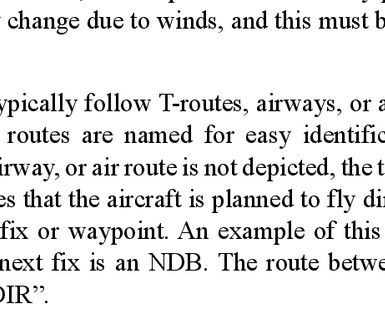 change due to winds, and this must b
ypically follow T-routes, airways, or a
routes are named for easy identific
irway, or air route is not depicted, the t
es that the aircraft is planned to fly di
fix or waypoint. An example of this
next fix is an NDB. The route betwe
DIR”.